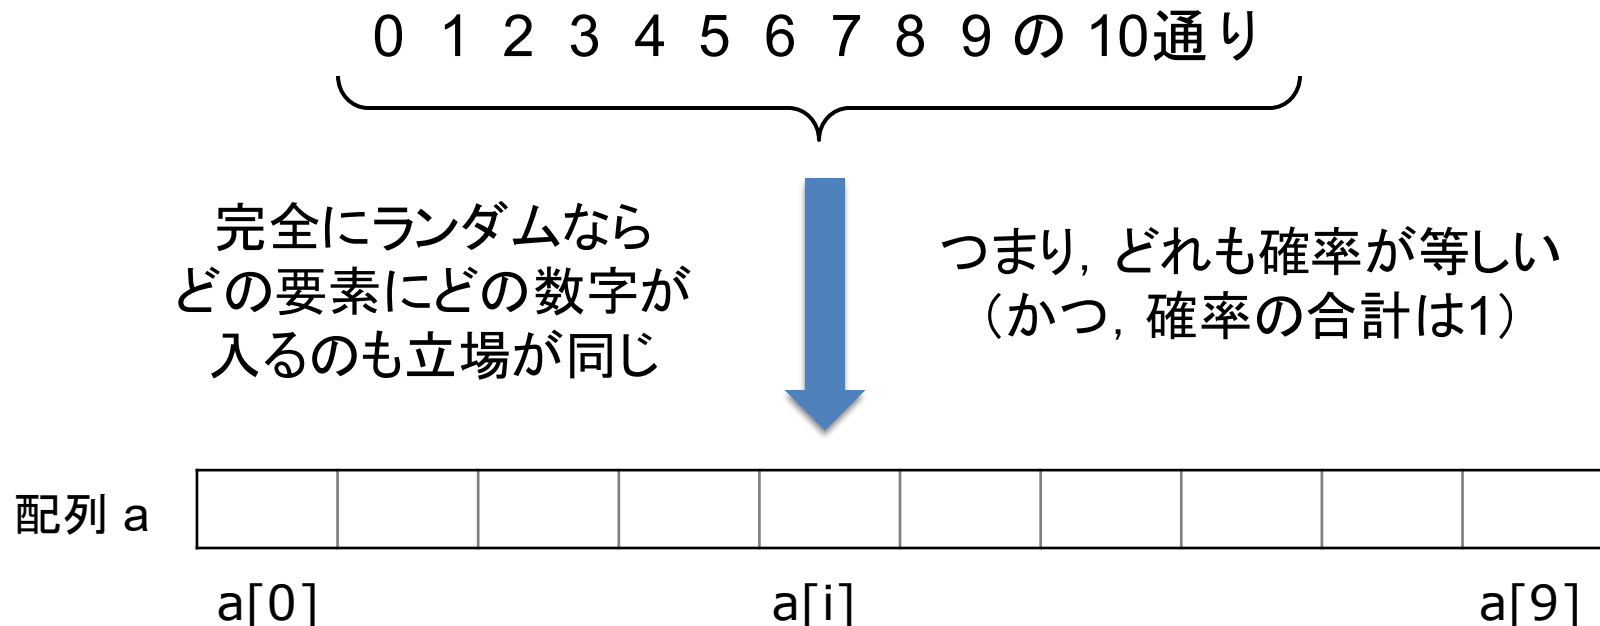 0 1 2 3 4 5 6 7 8 9 の 10通り
完全にランダムなら
どの要素にどの数字が
入るのも立場が同じ
つまり, どれも確率が等しい
(かつ, 確率の合計は1)
配列 a
a[0] a[i] a[9]